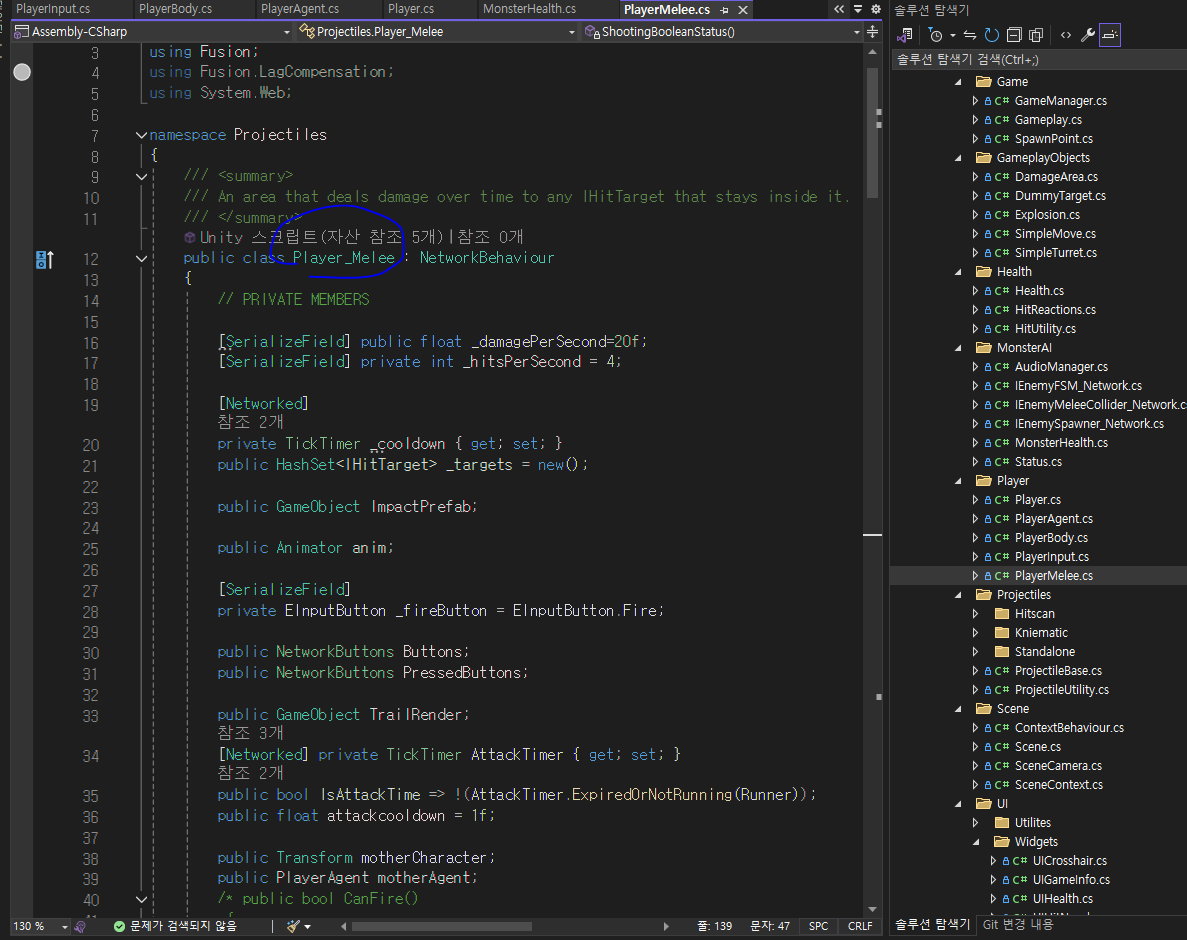 PlayerInput.cs PlayerBody.cs PlayerAgent.cs Player.cs MonsterHealth.cs PlayerMelee.cs
Assembly-CSharp Projectiles.Player_Melee ShootingBooleanStatus()
3 using Fusion;
4 using Fusion.LagCompensation;
5 using System.Web;
6
7 namespace Projectiles
8 {
9 /// <summary>
10 /// An area that deals damage over time to any IHitTarget that stays inside it.
11 /// </summary>
Unity 스크립트(자산 참조 5개)|참조 0개
12 public class Player_Melee : NetworkBehaviour
13 {
14 // PRIVATE MEMBERS
15
16 [SerializeField] public float _damagePerSecond=20f;
17 [SerializeField] private int _hitsPerSecond = 4;
18
19 [Networked]
참조 2개
20 private TickTimer _cooldown { get; set; }
21 public HashSet<IHitTarget> _targets = new();
22
23 public GameObject ImpactPrefab;
24
25 public Animator anim;
26
27 [SerializeField]
28 private EInputButton _fireButton = EInputButton.Fire;
29
30 public NetworkButtons Buttons;
31 public NetworkButtons PressedButtons;
32
33 public GameObject TrailRender;
참조 3개
34 [Networked] private TickTimer AttackTimer { get; set; }
참조 2개
35 public bool IsAttackTime => !(AttackTimer.ExpiredOrNotRunning(Runner));
36 public float attackcooldown = 1f;
37
38 public Transform motherCharacter;
39 public PlayerAgent motherAgent;
40 /* public bool CanFire()
41 {
130 % 문제가 검색되지 않음 줄: 139 문자: 47 SPC CRLF
솔루션 탐색기
솔루션 탐색기 검색(Ctrl+;)
Game
C# GameManager.cs
C# Gameplay.cs
C# SpawnPoint.cs
GameplayObjects
C# DamageArea.cs
C# DummyTarget.cs
C# Explosion.cs
C# SimpleMove.cs
C# SimpleTurret.cs
Health
C# Health.cs
C# HitReactions.cs
C# HitUtility.cs
MonsterAI
C# AudioManager.cs
C# IEnemyFSM_Network.cs
C# IEnemyMeleeCollider_Network.c
C# IEnemySpawner_Network.cs
C# MonsterHealth.cs
C# Status.cs
Player
C# Player.cs
C# PlayerAgent.cs
C# PlayerBody.cs
C# PlayerInput.cs
C# PlayerMelee.cs
Projectiles
Hitscan
Kniematic
Standalone
C# ProjectileBase.cs
C# ProjectileUtility.cs
Scene
C# ContextBehaviour.cs
C# Scene.cs
C# SceneCamera.cs
C# SceneContext.cs
UI
Utilites
Widgets
C# UICrosshair.cs
C# UIGameInfo.cs
C# UIHealth.cs
솔루션 탐색기 Git 변경 내용